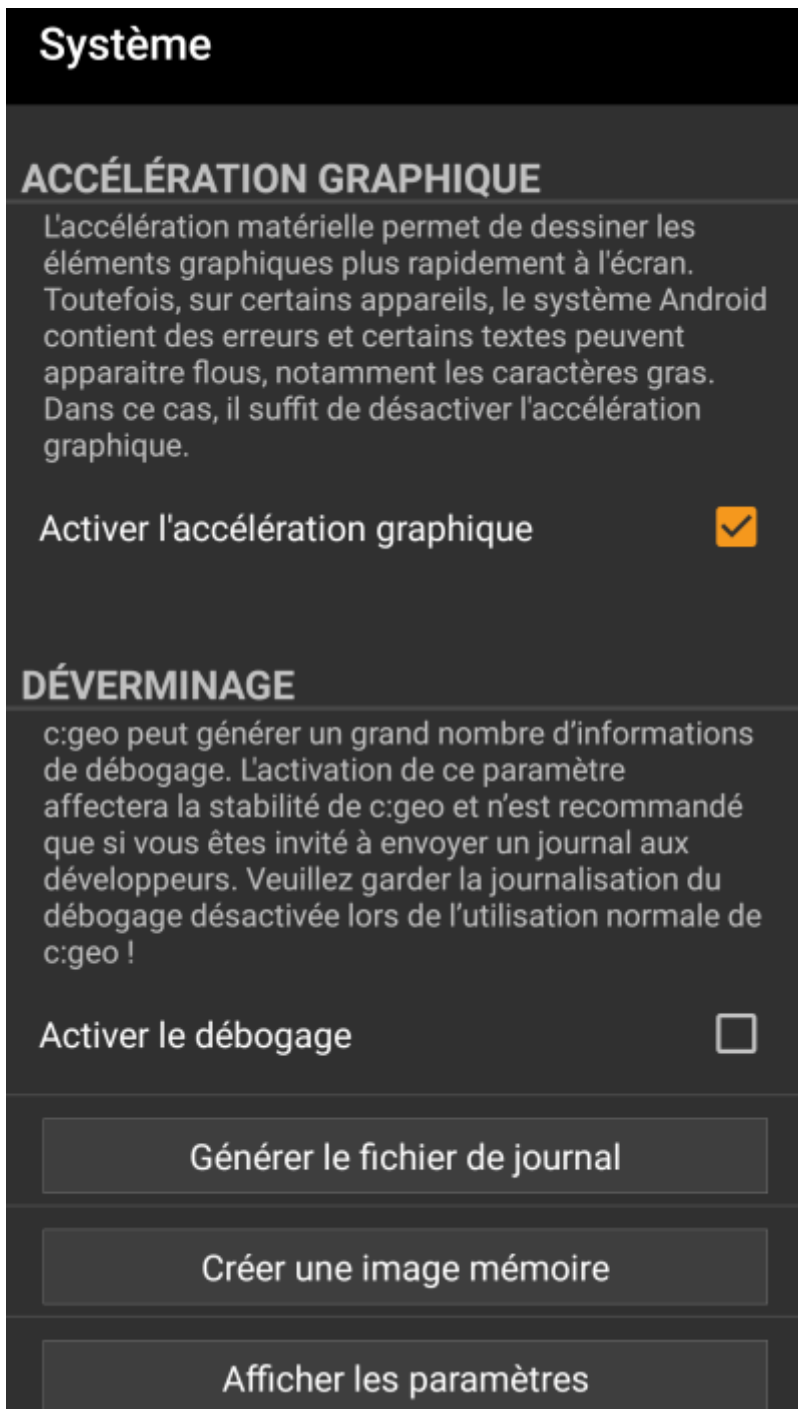 Système
ACCÉLÉRATION GRAPHIQUE
L'accélération matérielle permet de dessiner les
éléments graphiques plus rapidement à l'écran.
Toutefois, sur certains appareils, le système Android
contient des erreurs et certains textes peuvent
apparaitre flous, notamment les caractères gras.
Dans ce cas, il suffit de désactiver l'accélération
graphique.
Activer l'accélération graphique
DÉVERMINAGE
c:geo peut générer un grand nombre d’informations
de débogage. L'activation de ce paramètre
affectera la stabilité de c:geo et n’est recommandé
que si vous êtes invité à envoyer un journal aux
développeurs. Veuillez garder la journalisation du
débogage désactivée lors de l’utilisation normale de
c:geo !
Activer le débogage
Générer le fichier de journal
Créer une image mémoire
Afficher les paramètres